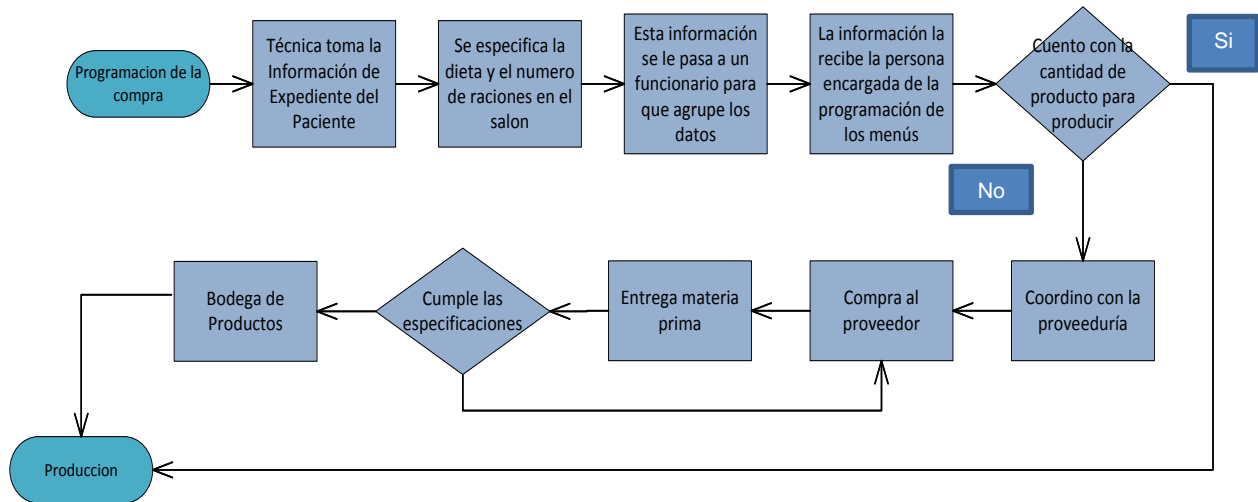 Programacion de la
compra
Técnica toma la
Información de
Expediente del
Paciente
Se especifica la
dieta y el numero
de raciones en el
salon
Esta información
se le pasa a un
funcionario para
que agrupe los
datos
La información la
recibe la persona
encargada de la
programación de
los menús
Cuento con la
cantidad de
producto para
producir
Si
No
Bodega de
Productos
Cumple las
especificaciones
Entrega materia
prima
Compra al
proveedor
Coordino con la
proveeduría
Produccion